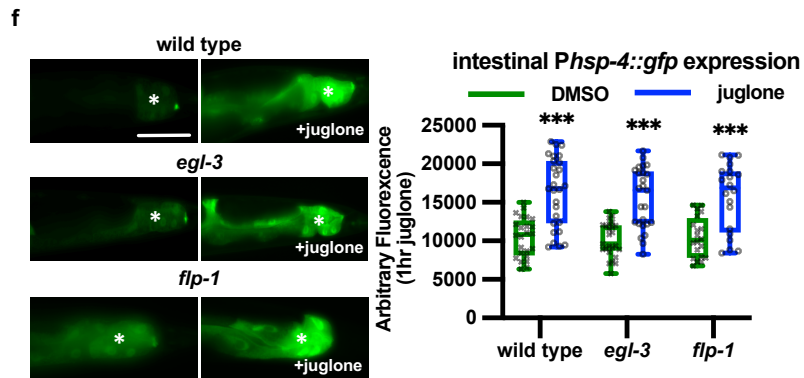 f
wild type
*
*
+juglone
egl-3
*
*
+juglone
flp-1
*
*
+juglone
intestinal Phsp-4::gfp expression
DMSO juglone
*** *** ***
Arbitrary Fluorexcence
(1hr juglone)
25000
20000
15000
10000
5000
0
wild type egl-3 flp-1